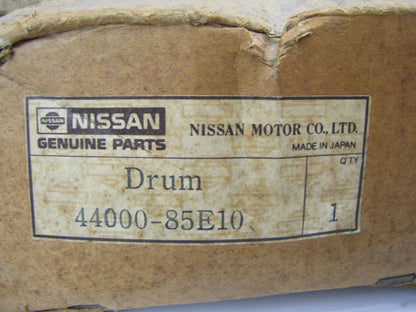 NISSAN NISSAN
GENUINE PARTS
NISSAN MOTOR CO., LTD.
MADE IN JAPAN
Q'TY
Drum
44000-85E10
1